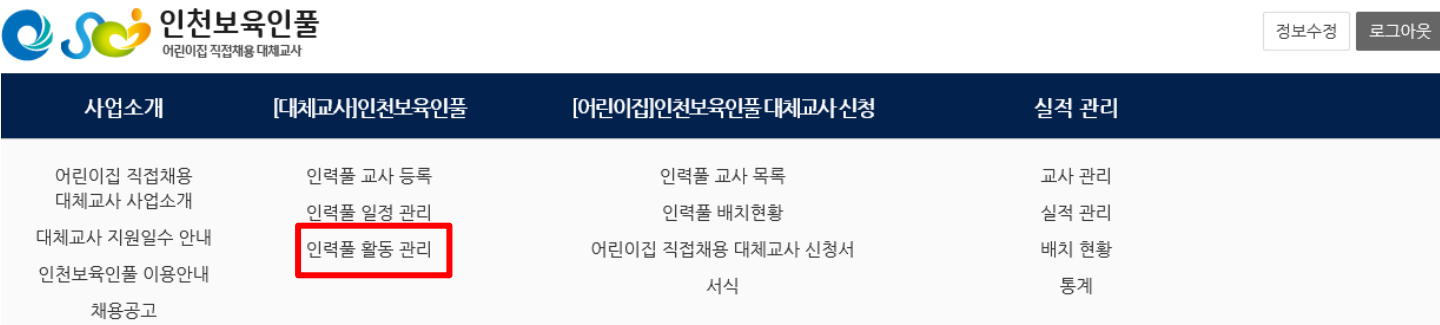 인천보육인풀
어린이집 직접채용 대체교사
정보수정 로그아웃
사업소개 [대체교사]인천보육인풀 [어린이집]인천보육인풀 대체교사 신청 실적 관리
어린이집 직접채용
대체교사 사업소개
대체교사 지원일수 안내
인천보육인풀 이용안내
채용공고
인력풀 교사 등록
인력풀 일정 관리
인력풀 활동 관리
인력풀 교사 목록
인력풀 배치현황
어린이집 직접채용 대체교사 신청서
서식
교사 관리
실적 관리
배치 현황
통계